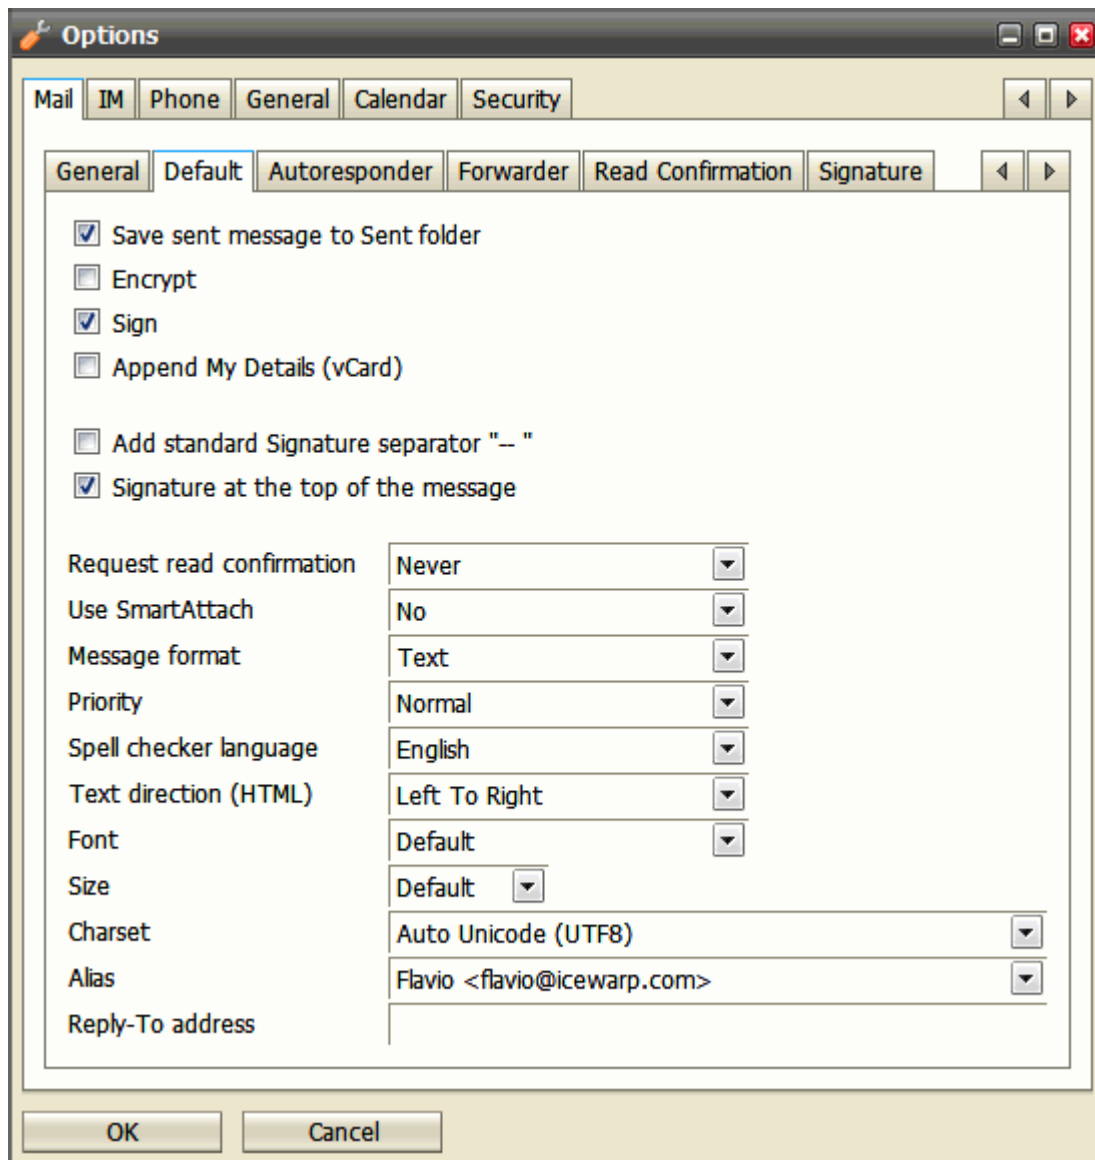 Options
Mail IM Phone General Calendar Security
General Default Autoresponder Forwarder Read Confirmation Signature
Save sent message to Sent folder
Encrypt
Sign
Append My Details (vCard)
Add standard Signature separator "-- "
Signature at the top of the message
Request read confirmation Never
Use SmartAttach No
Message format Text
Priority Normal
Spell checker language English
Text direction (HTML) Left To Right
Font Default
Size Default
Charset Auto Unicode (UTF8)
Alias Flavio <flavio@icewarp.com>
Reply-To address
OK Cancel